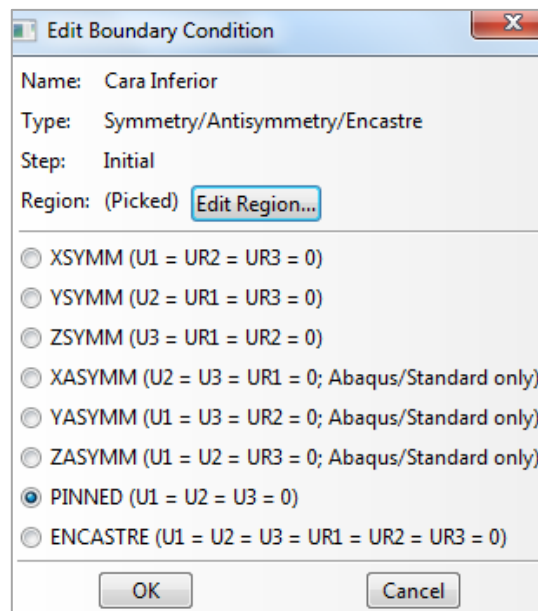 Edit Boundary Condition
Name: Cara Inferior
Type: Symmetry/Antisymmetry/Encastre
Step: Initial
Region: (Picked) Edit Region...
XSYMM (U1 = UR2 = UR3 = 0)
YSYMM (U2 = UR1 = UR3 = 0)
ZSYMM (U3 = UR1 = UR2 = 0)
XASYMM (U2 = U3 = UR1 = 0; Abaqus/Standard only)
YASYMM (U1 = U3 = UR2 = 0; Abaqus/Standard only)
ZASYMM (U1 = U2 = UR3 = 0; Abaqus/Standard only)
PINNED (U1 = U2 = U3 = 0)
ENCASTRE (U1 = U2 = U3 = UR1 = UR2 = UR3 = 0)
OK Cancel